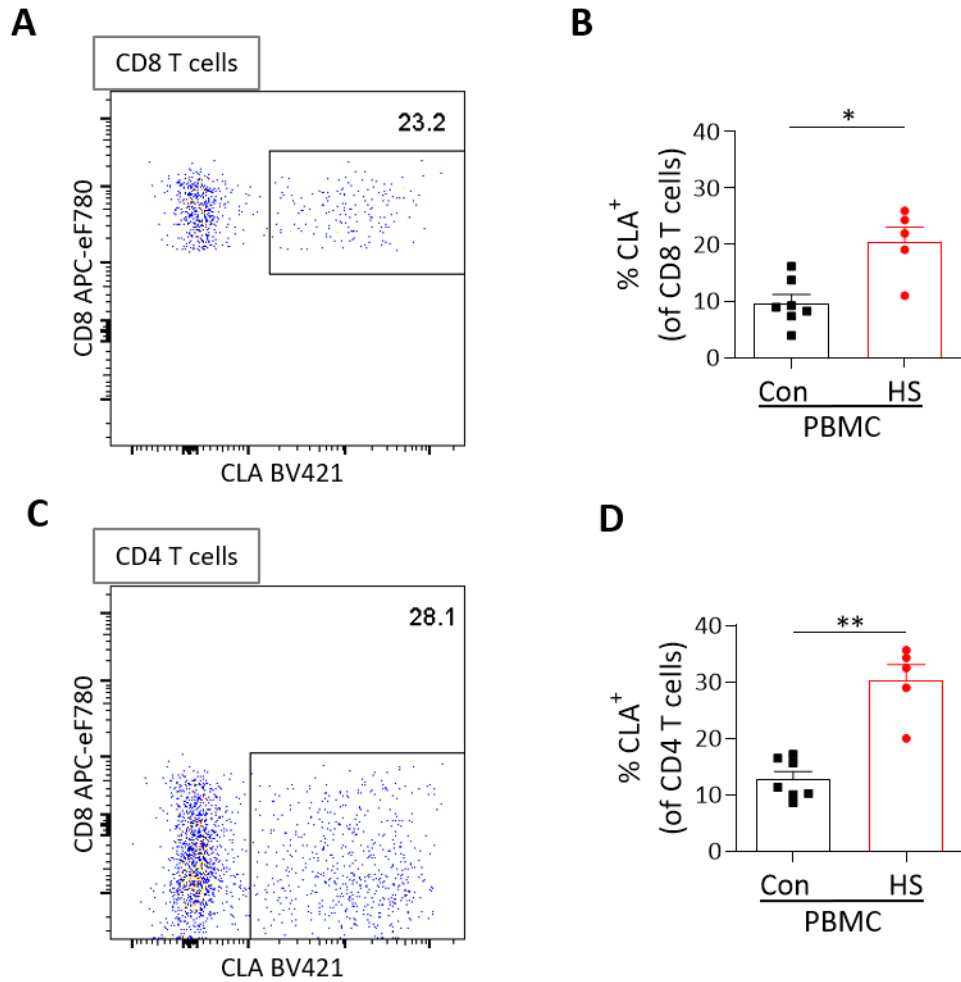 A
CD8 T cells
23.2
CD8 APC-eF780
CLA BV421
B
*
% CLA⁺
(of CD8 T cells)
40
30
20
10
0
Con HS
PBMC
C
CD4 T cells
28.1
CD8 APC-eF780
CLA BV421
D
**
% CLA⁺
(of CD4 T cells)
40
30
20
10
0
Con HS
PBMC